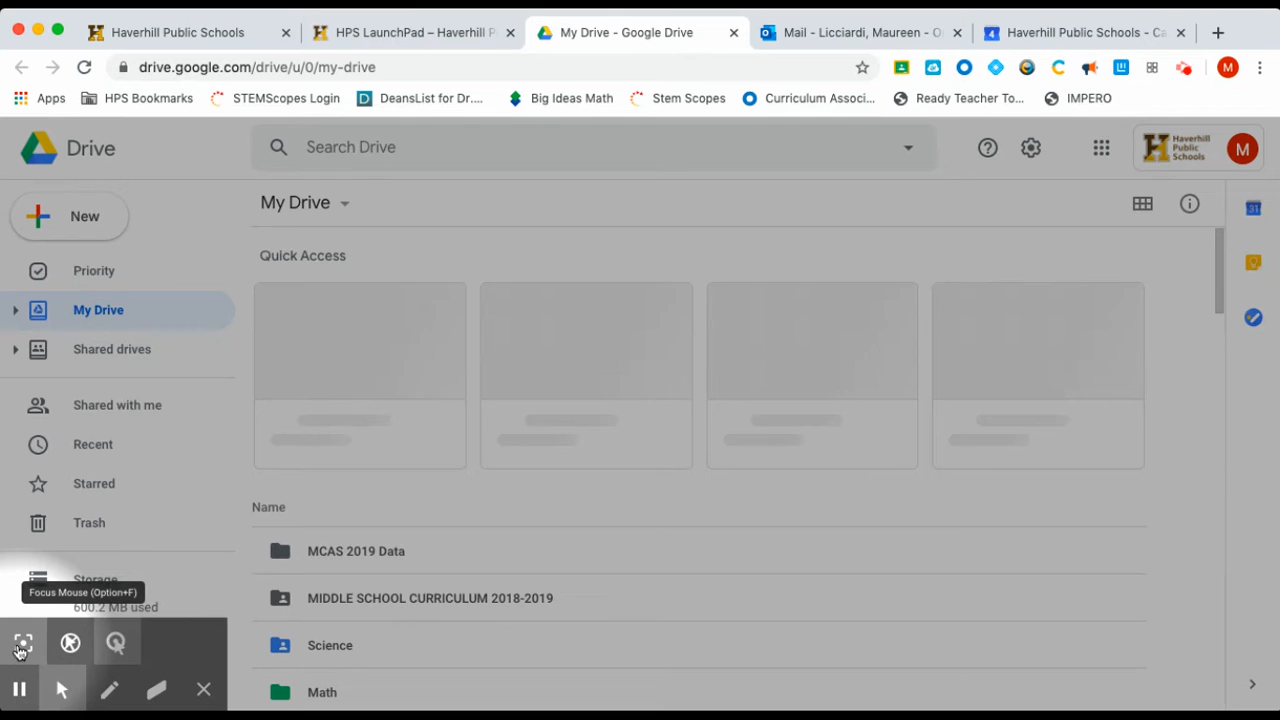 Haverhill Public Schools
HPS LaunchPad – Haverhill P
My Drive - Google Drive
Mail - Licciardi, Maureen - O
Haverhill Public Schools - Ca
drive.google.com/drive/u/0/my-drive
M
Apps
HPS Bookmarks
STEMScopes Login
DeansList for Dr....
Big Ideas Math
Stem Scopes
Curriculum Associ...
Ready Teacher To...
IMPERO
Drive
Search Drive
Haverhill
Public
Schools
M
New
My Drive
31
Priority
Quick Access
My Drive
Shared drives
Shared with me
Recent
Starred
Trash
Name
MCAS 2019 Data
Storage
Focus Mouse (Option+F)
600.2 MB used
MIDDLE SCHOOL CURRICULUM 2018-2019
Science
Math